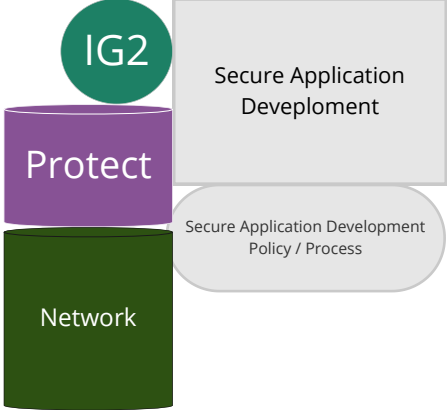 IG2
Secure Application
Deveploment
Protect
Secure Application Development
Policy / Process
Network